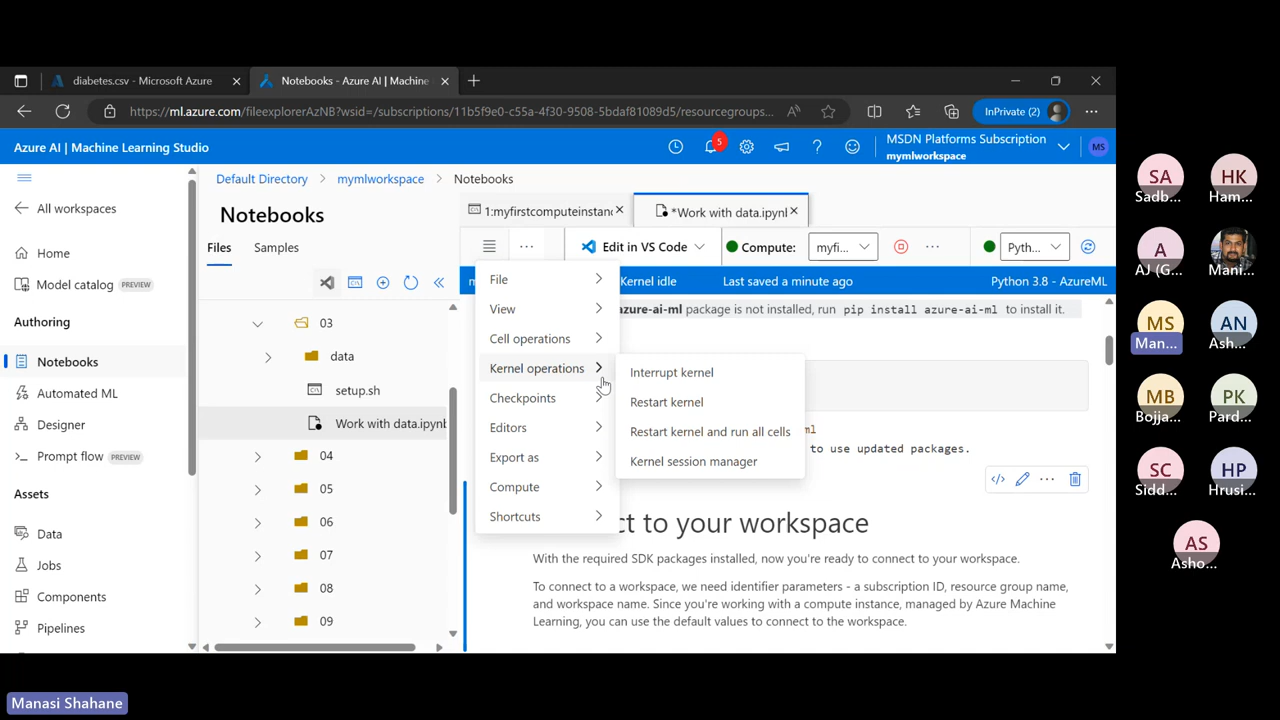 diabetes.csv - Microsoft Azure
Notebooks - Azure AI | Machine
https://ml.azure.com/fileexplorerAzNB?wsid=/subscriptions/11b5f9e0-c55a-4f30-9508-5bdaf81089d5/resourcegroups...
InPrivate (2)
Azure AI | Machine Learning Studio
5
MSDN Platforms Subscription
mymlworkspace
MS
Default Directory
mymlworkspace
Notebooks
All workspaces
Home
Model catalog PREVIEW
Authoring
Notebooks
Automated ML
Designer
Prompt flow PREVIEW
Assets
Data
Jobs
Components
Pipelines
Notebooks
Files
Samples
03
data
setup.sh
Work with data.ipynb
04
05
06
07
08
09
1:myfirstcomputeinstanc
*Work with data.ipynl
Edit in VS Code
Compute:
myfi...
Pyth...
Kernel idle
Last saved a minute ago
Python 3.8 - AzureML
File
View
Cell operations
Kernel operations
Checkpoints
Editors
Export as
Compute
Shortcuts
Interrupt kernel
Restart kernel
Restart kernel and run all cells
Kernel session manager
azure-ai-ml package is not installed, run pip install azure-ai-ml to install it.
ml
to use updated packages.
ct to your workspace
With the required SDK packages installed, now you're ready to connect to your workspace.
To connect to a workspace, we need identifier parameters - a subscription ID, resource group name,
and workspace name. Since you're working with a compute instance, managed by Azure Machine
Learning, you can use the default values to connect to the workspace.
SA
Sadb...
HK
Ham...
A
AJ (G...
Mani...
MS
Man...
AN
Ash...
MB
Bojja...
PK
Pard...
SC
Sidd...
HP
Hrusi...
AS
Asho...
Manasi Shahane